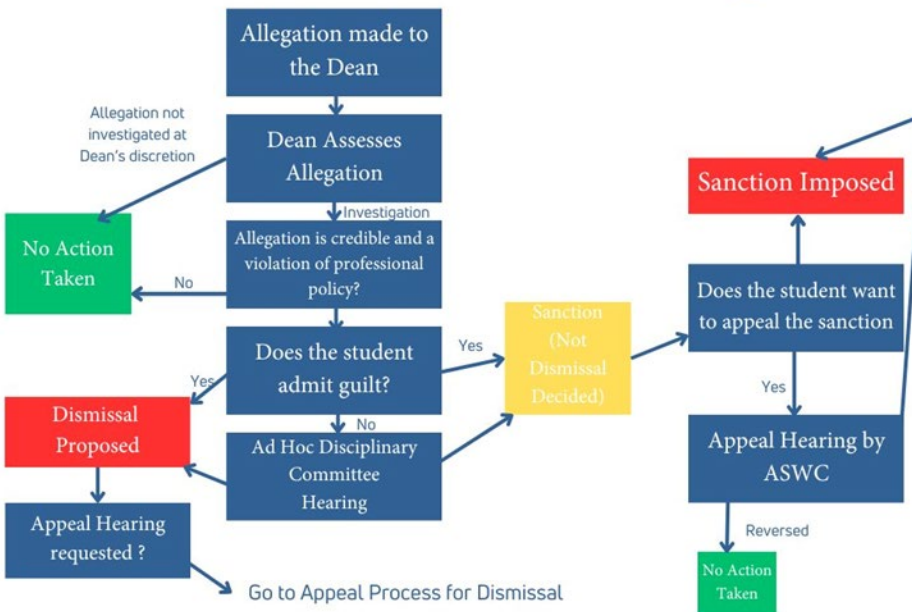 Allegation made to
the Dean
Allegation not
investigated at
Dean's discretion
Dean Assesses
Allegation
Investigation
No Action
Taken
No
Allegation is credible and a
violation of professional
policy?
Does the student
admit guilt?
Yes
Yes
No
Dismissal
Proposed
Ad Hoc Disciplinary
Committee
Hearing
Appeal Hearing
requested ?
Go to Appeal Process for Dismissal
Sanction
(Not
Dismissal
Decided)
Sanction Imposed
Does the student want
to appeal the sanction
Yes
Appeal Hearing by
ASWC
Reversed
No Action
Taken